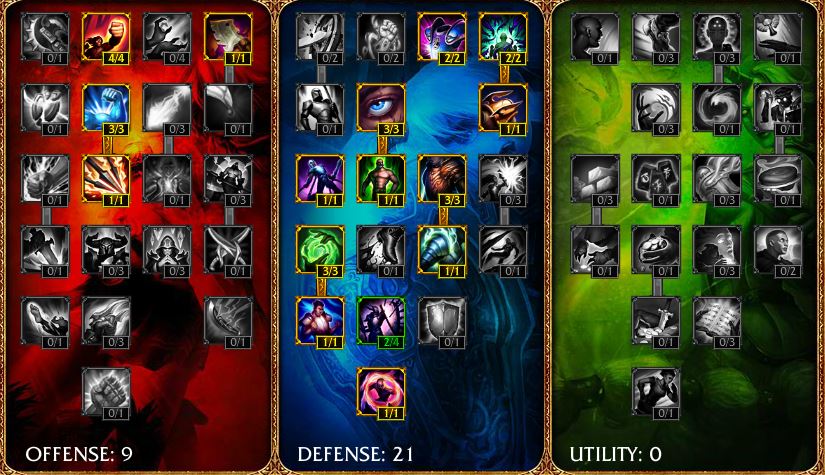 0/1 4/4 0/4 1/1
0/1 3/3 0/3 0/1
0/1 1/1 0/1 0/3
0/1 0/3 0/3 0/1
0/1 0/3 0/1
0/1
OFFENSE: 9
0/2 0/2 2/2 2/2
0/1 3/3 1/1
1/1 1/1 3/3 0/3
3/3 0/1 1/1 0/1
1/1 2/4 0/1
1/1
DEFENSE: 21
0/1 0/3 0/3 0/1
0/3 0/1 0/1
0/3 0/1 0/3 0/1
0/1 0/1 0/3 0/2
0/1 0/3
0/1
UTILITY: 0